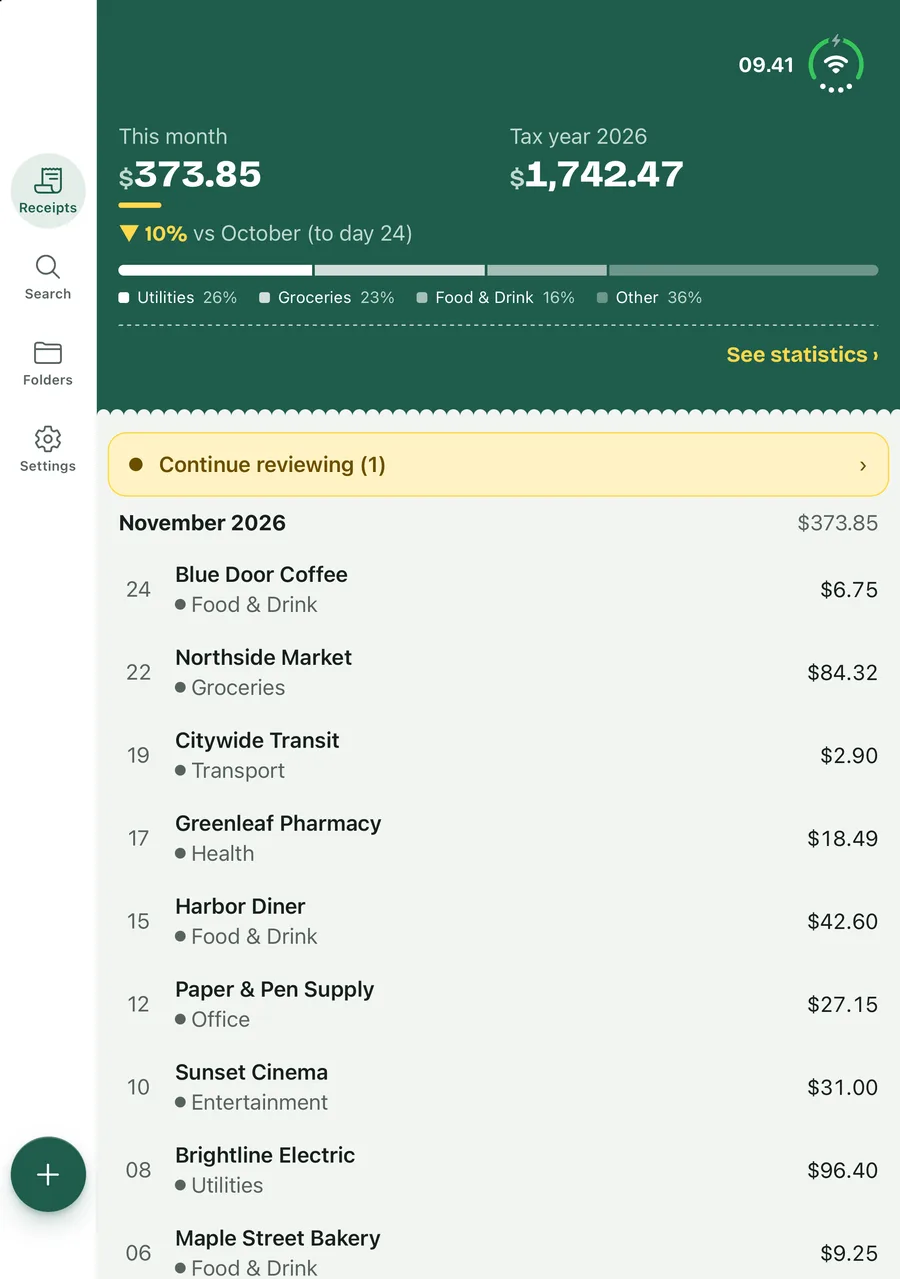 09.41
This month
$373.85
Tax year 2026
$1,742.47
▼ 10% vs October (to day 24)
Utilities 26% Groceries 23% Food & Drink 16% Other 36%
See statistics ›
Receipts
Search
Folders
Settings
Continue reviewing (1) ›
November 2026 $373.85
24 Blue Door Coffee $6.75
Food & Drink
22 Northside Market $84.32
Groceries
19 Citywide Transit $2.90
Transport
17 Greenleaf Pharmacy $18.49
Health
15 Harbor Diner $42.60
Food & Drink
12 Paper & Pen Supply $27.15
Office
10 Sunset Cinema $31.00
Entertainment
08 Brightline Electric $96.40
Utilities
06 Maple Street Bakery $9.25
Food & Drink